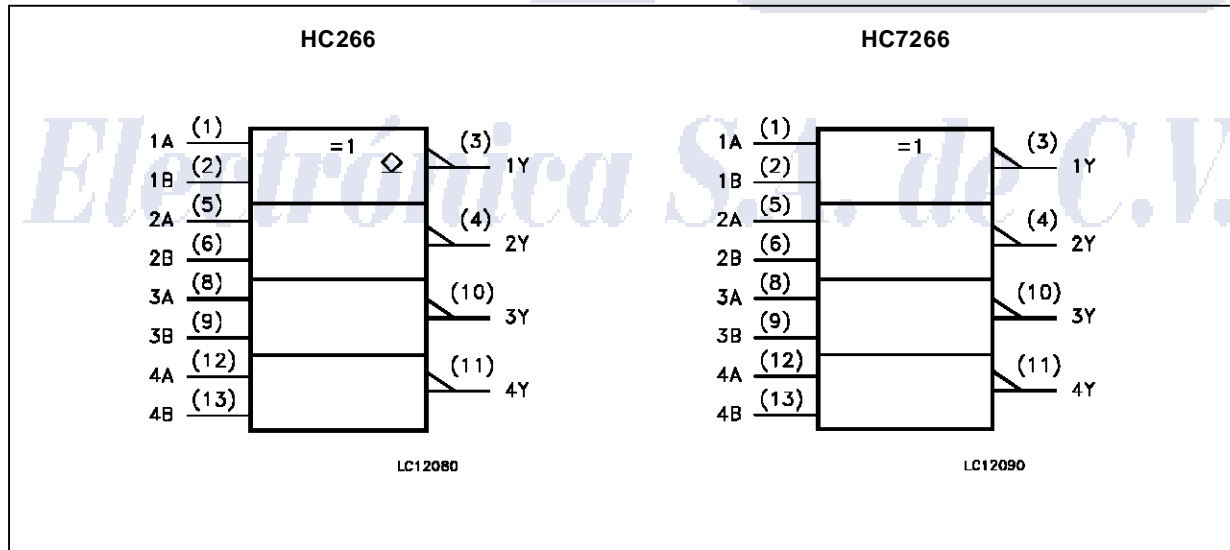 HC266
HC7266
Electrónica S.A. de C.V.
1A (1)
1B (2)
2A (5)
2B (6)
3A (8)
3B (9)
4A (12)
4B (13)
=1
(3) 1Y
(4) 2Y
(10) 3Y
(11) 4Y
LC12080
1A (1)
1B (2)
2A (5)
2B (6)
3A (8)
3B (9)
4A (12)
4B (13)
=1
(3) 1Y
(4) 2Y
(10) 3Y
(11) 4Y
LC12090